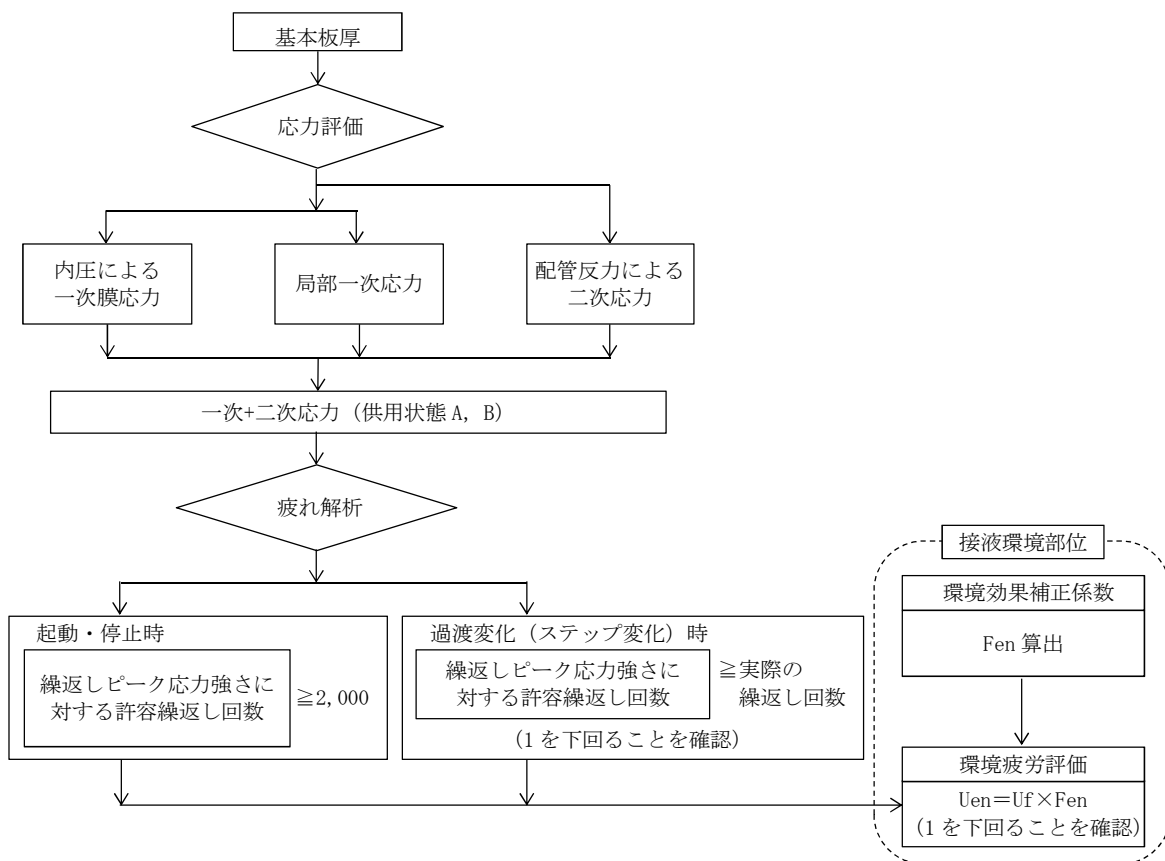 基本板厚
応力評価
内圧による
一次膜応力
局部一次応力
配管反力による
二次応力
一次+二次応力（供用状態 A, B）
疲れ解析
起動・停止時
繰返しピーク応力強さに
対する許容繰返し回数
≧2,000
過渡変化（ステップ変化）時
繰返しピーク応力強さに
対する許容繰返し回数
≧実際の
繰返し回数
（1 を下回ることを確認）
接液環境部位
環境効果補正係数
Fen 算出
環境疲労評価
Uen＝Uf×Fen
（1 を下回ることを確認）